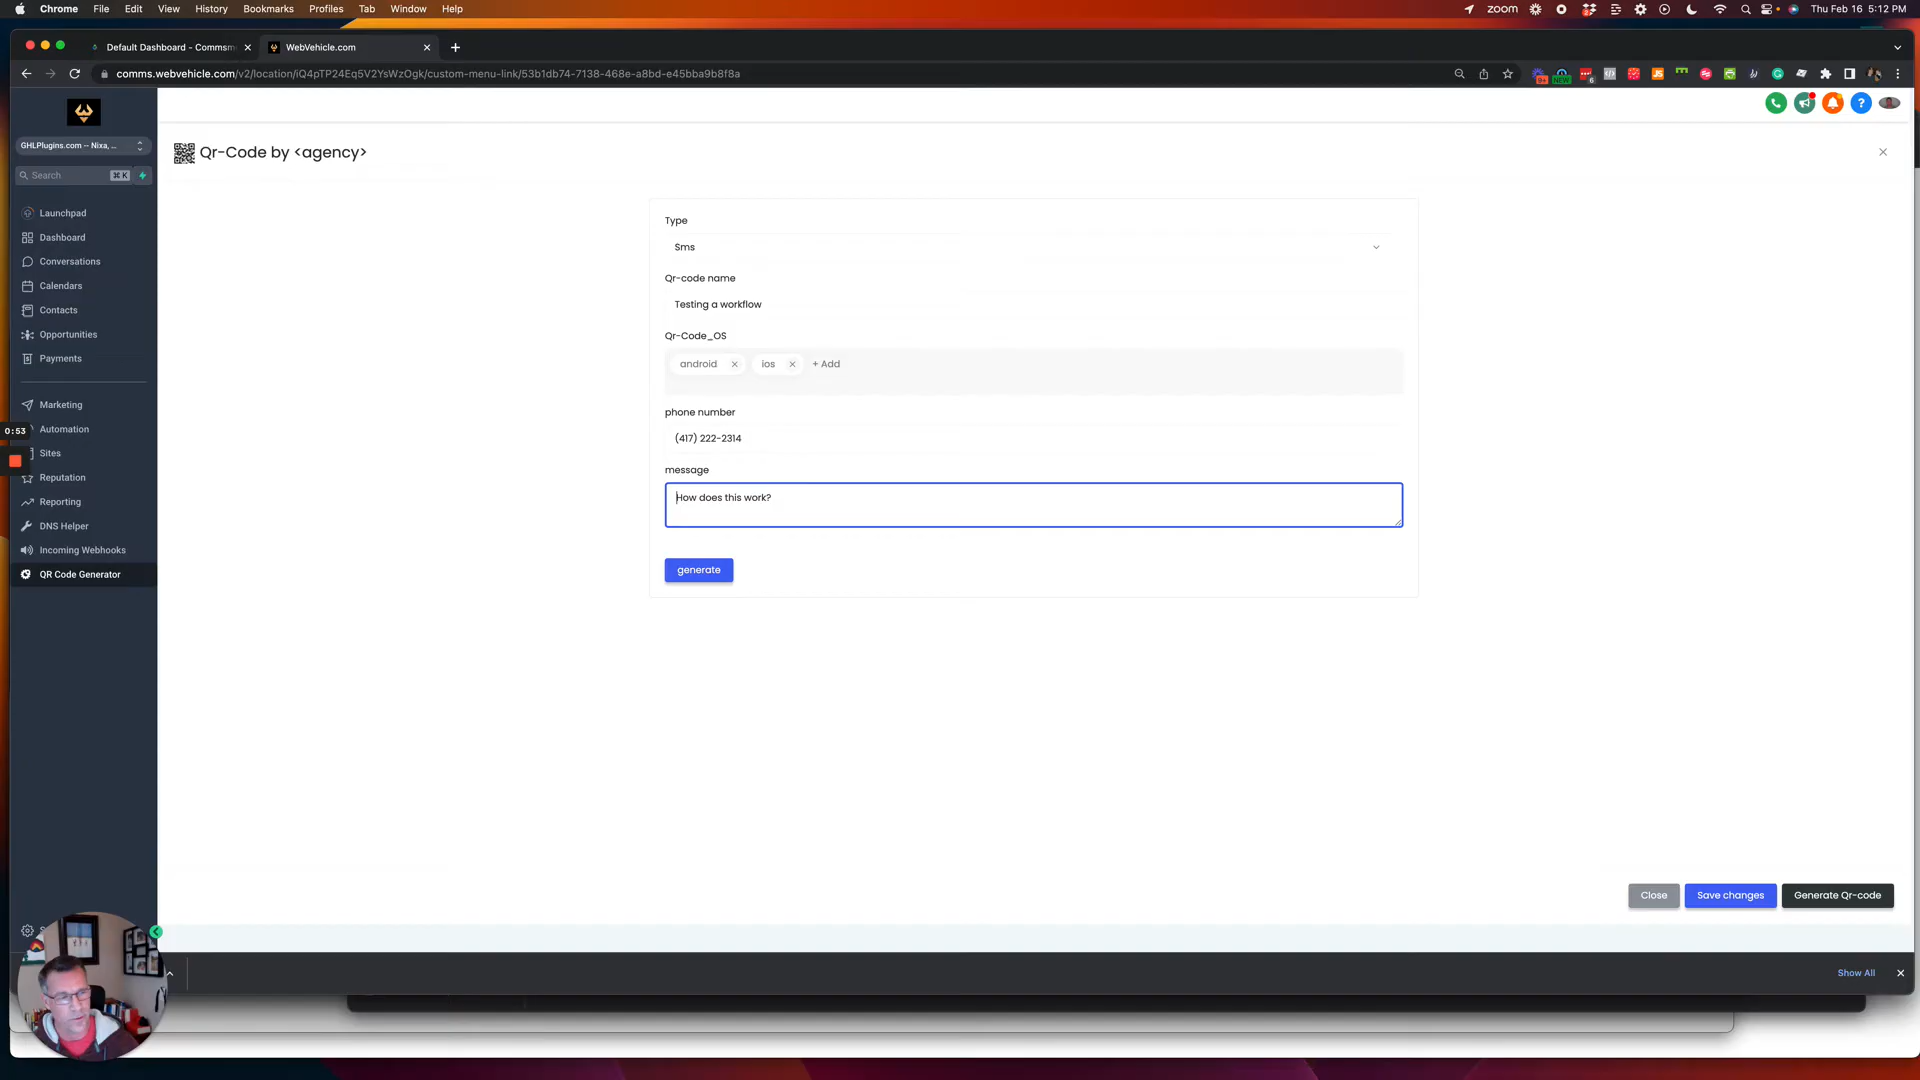 Chrome File Edit View History Bookmarks Profiles Tab Window Help zoom Thu Feb 16 5:12 PM
Default Dashboard - Commsm
WebVehicle.com
comms.webvehicle.com/v2/location/iQ4pTP24Eq5V2YsWzOgk/custom-menu-link/53b1db74-7138-468e-a8bd-e45bba9b8f8a
GHLPlugins.com -- Nixa, ...
Search ⌘ K
Launchpad
Dashboard
Conversations
Calendars
Contacts
Opportunities
Payments
Marketing
Automation
0:53
Sites
Reputation
Reporting
DNS Helper
Incoming Webhooks
QR Code Generator
Qr-Code by <agency>
Type
Sms
Qr-code name
Testing a workflow
Qr-Code_OS
android ios + Add
phone number
(417) 222-2314
message
How does this work?
generate
Close Save changes Generate Qr-code
Show All